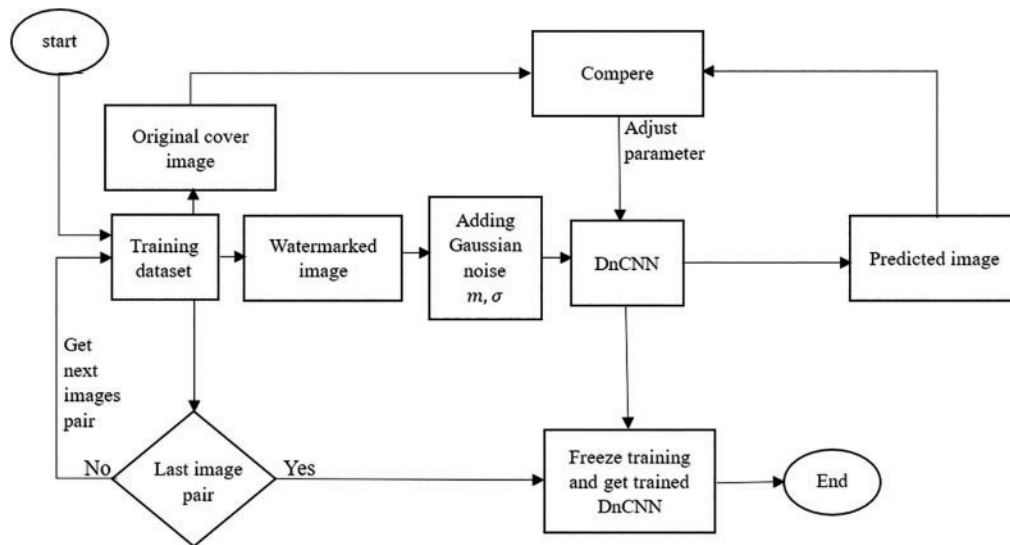 start
Compere
Original cover
image
Adjust
parameter
Training
dataset
Watermarked
image
Adding
Gaussian
noise
m, σ
DnCNN
Predicted image
Get
next
images
pair
No
Last image
pair
Yes
Freeze training
and get trained
DnCNN
End